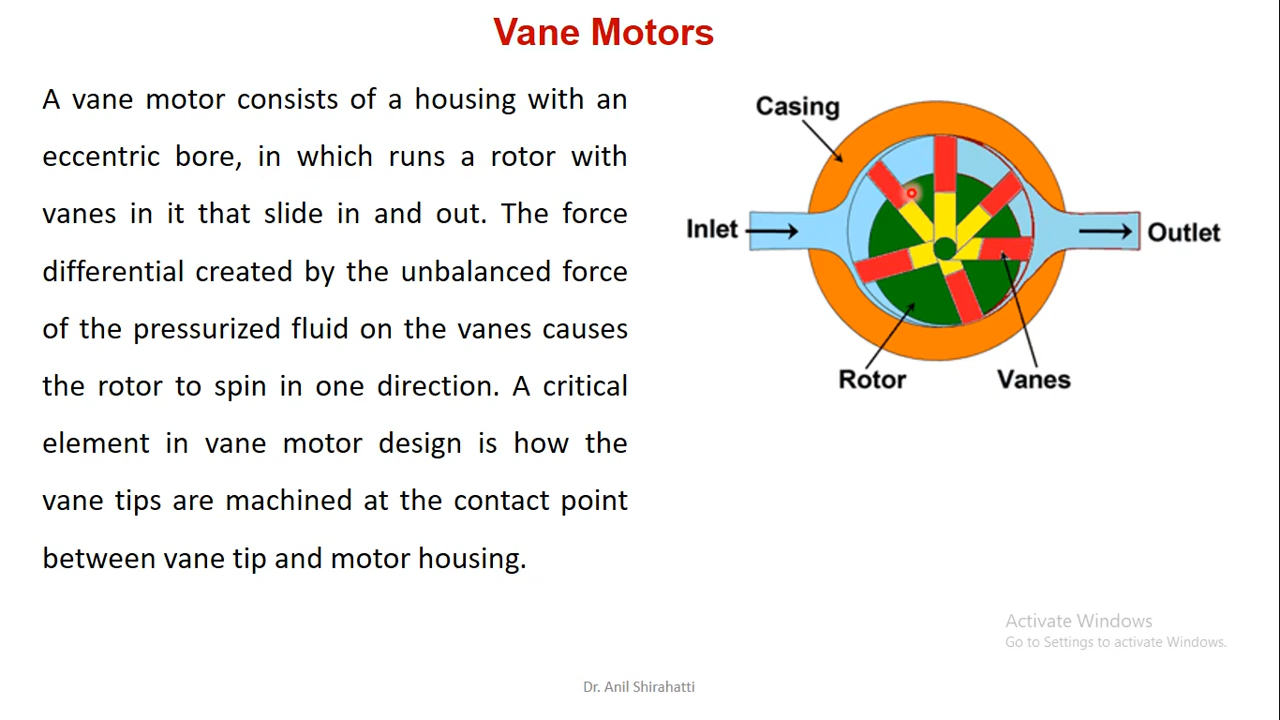 Vane Motors
A vane motor consists of a housing with an
eccentric bore, in which runs a rotor with
vanes in it that slide in and out. The force
differential created by the unbalanced force
of the pressurized fluid on the vanes causes
the rotor to spin in one direction. A critical
element in vane motor design is how the
vane tips are machined at the contact point
between vane tip and motor housing.
Casing
Inlet
Outlet
Rotor
Vanes
Activate Windows
Go to Settings to activate Windows.
Dr. Anil Shirahatti